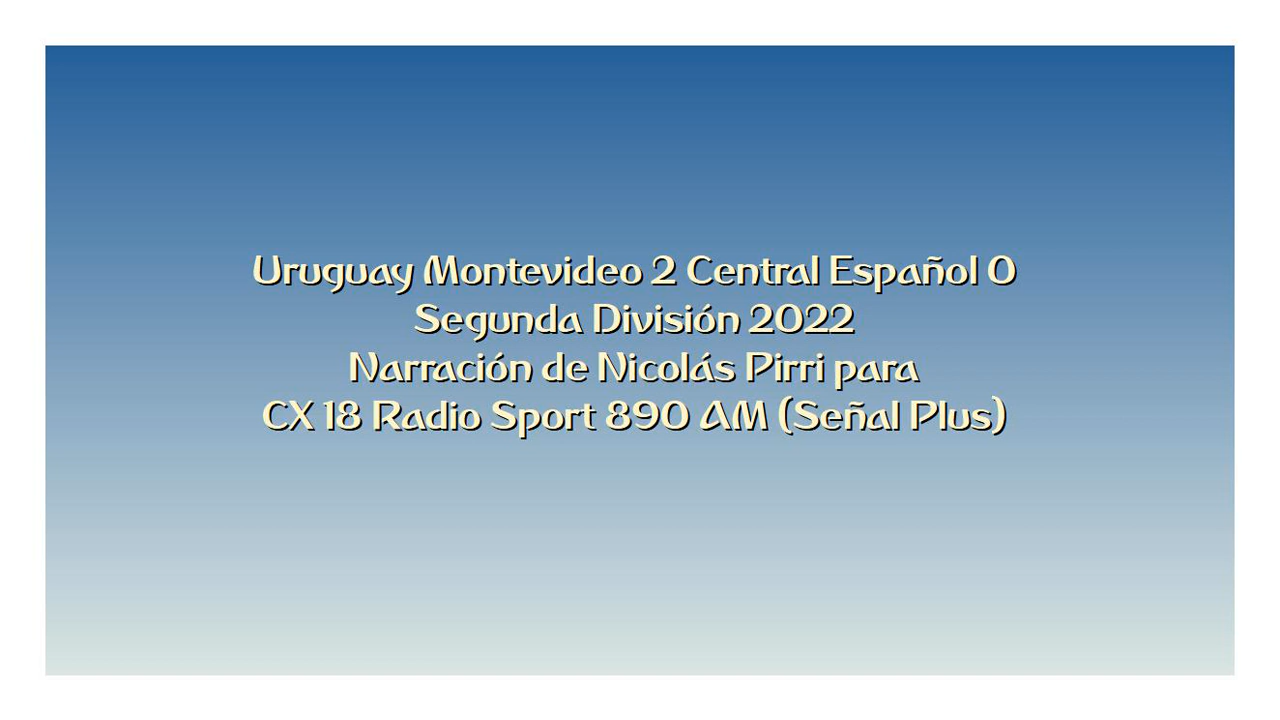 Uruguay Montevideo 2 Central Español 0
Segunda División 2022
Narración de Nicolás Pirri para
CX 18 Radio Sport 890 AM (Señal Plus)